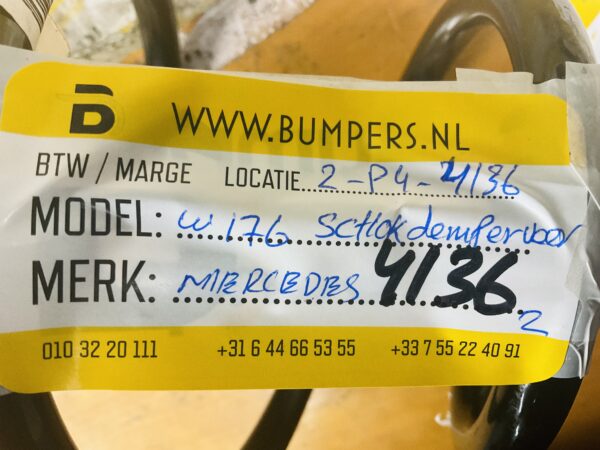 B WWW.BUMPERS.NL
BTW / MARGE LOCATIE 2-P4-4136
MODEL: W.176 SCHOKdemper voor
MERK: MERCEDES 4136
2
010 32 20 111 +31 6 44 66 53 55 +33 7 55 22 40 91